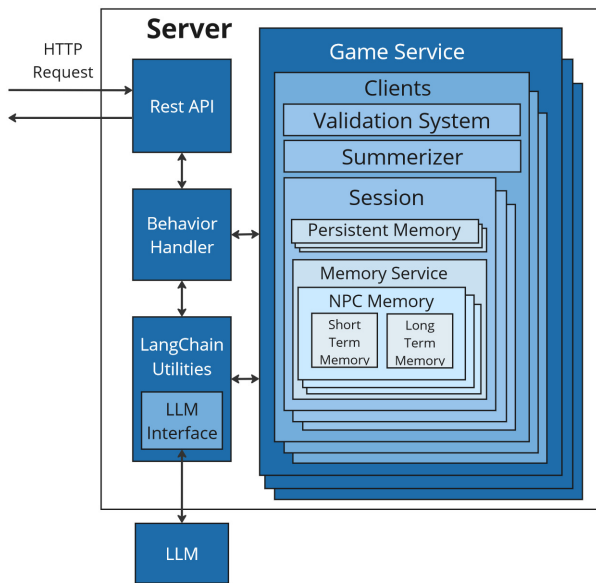 Server
HTTP
Request
Rest API
Behavior
Handler
LangChain
Utilities
LLM
Interface
LLM
Game Service
Clients
Validation System
Summerizer
Session
Persistent Memory
Memory Service
NPC Memory
Short
Term
Memory
Long
Term
Memory